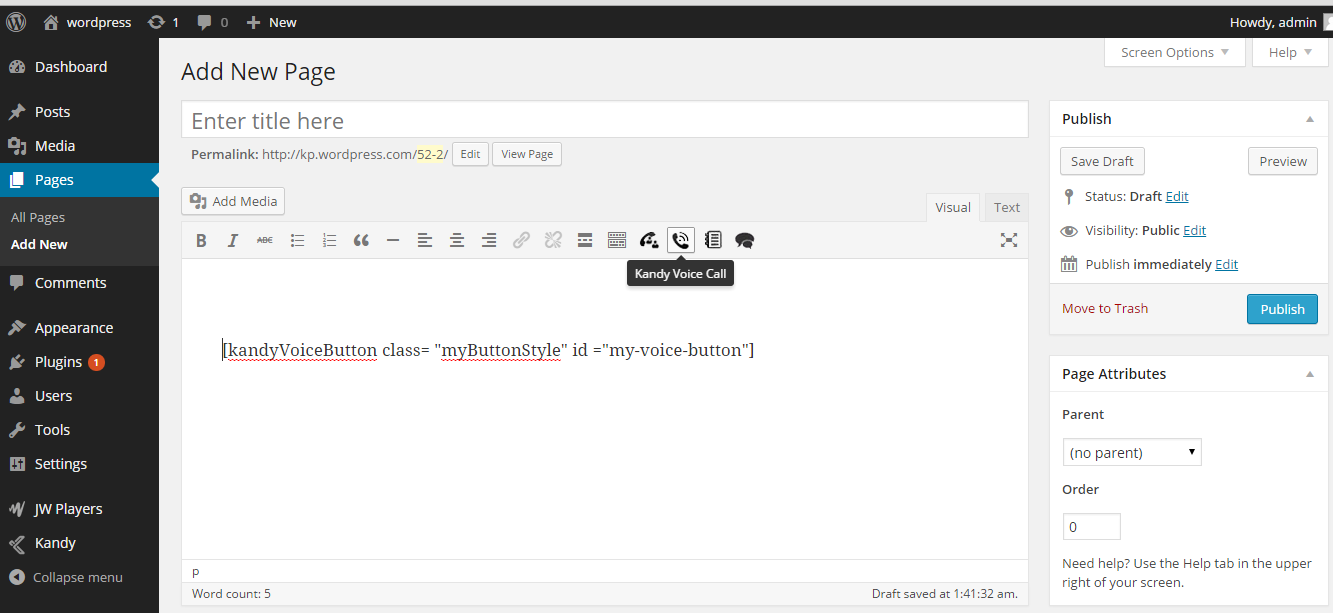 wordpress 1 0 New Howdy, admin
Dashboard
Posts
Media
Pages
All Pages
Add New
Comments
Appearance
Plugins 1
Users
Tools
Settings
JW Players
Kandy
Collapse menu
Screen Options Help
Add New Page
Enter title here
Permalink: http://kp.wordpress.com/52-2/ Edit View Page
Add Media
Visual Text
B I ABC
Kandy Voice Call
[kandyVoiceButton class= "myButtonStyle" id ="my-voice-button"]
p
Word count: 5 Draft saved at 1:41:32 am.
Publish
Save Draft Preview
Status: Draft Edit
Visibility: Public Edit
Publish immediately Edit
Move to Trash Publish
Page Attributes
Parent
(no parent)
Order
0
Need help? Use the Help tab in the upper
right of your screen.